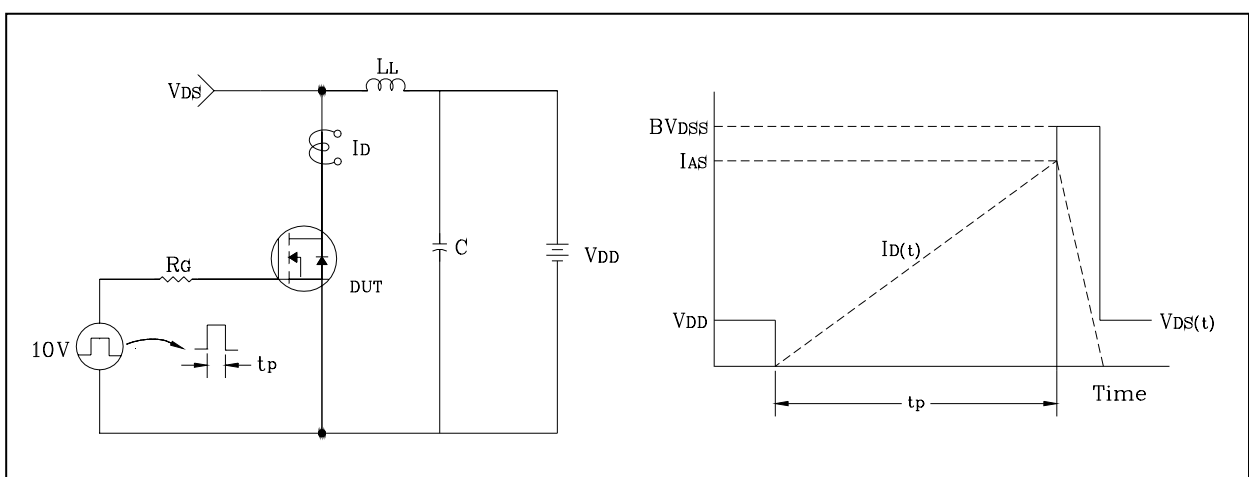 LL
VDS
ID
RG
DUT
C
VDD
10V
tp
BVDSS
IAS
ID(t)
VDD
VDS(t)
Time
tp